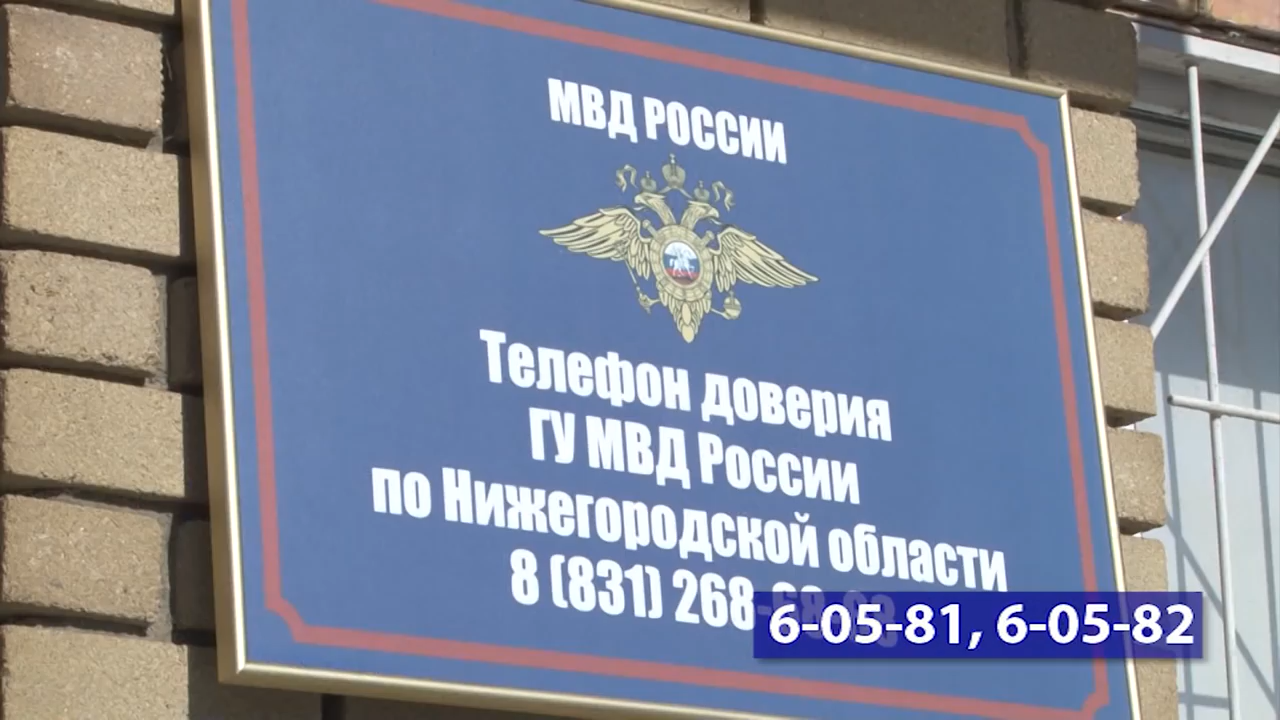 МВД РОССИИ
Телефон доверия
ГУ МВД России
по Нижегородской области
8 (831) 268-68-
6-05-81, 6-05-82